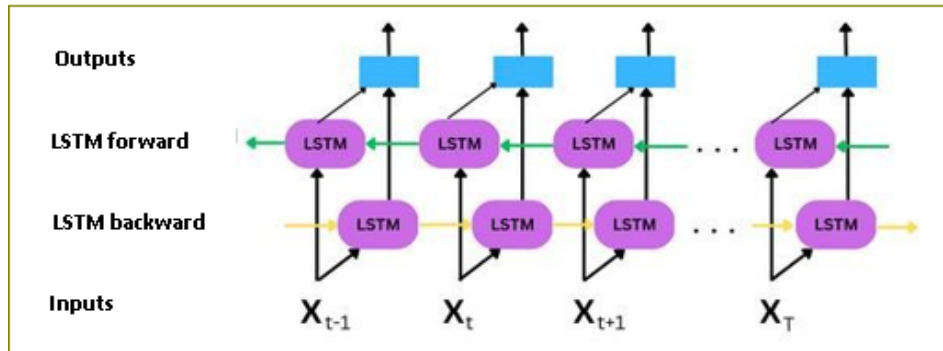 Outputs
LSTM forward
LSTM LSTM LSTM . . . LSTM
LSTM backward
LSTM LSTM LSTM . . . LSTM
Inputs
X t-1 X t X t+1 X T